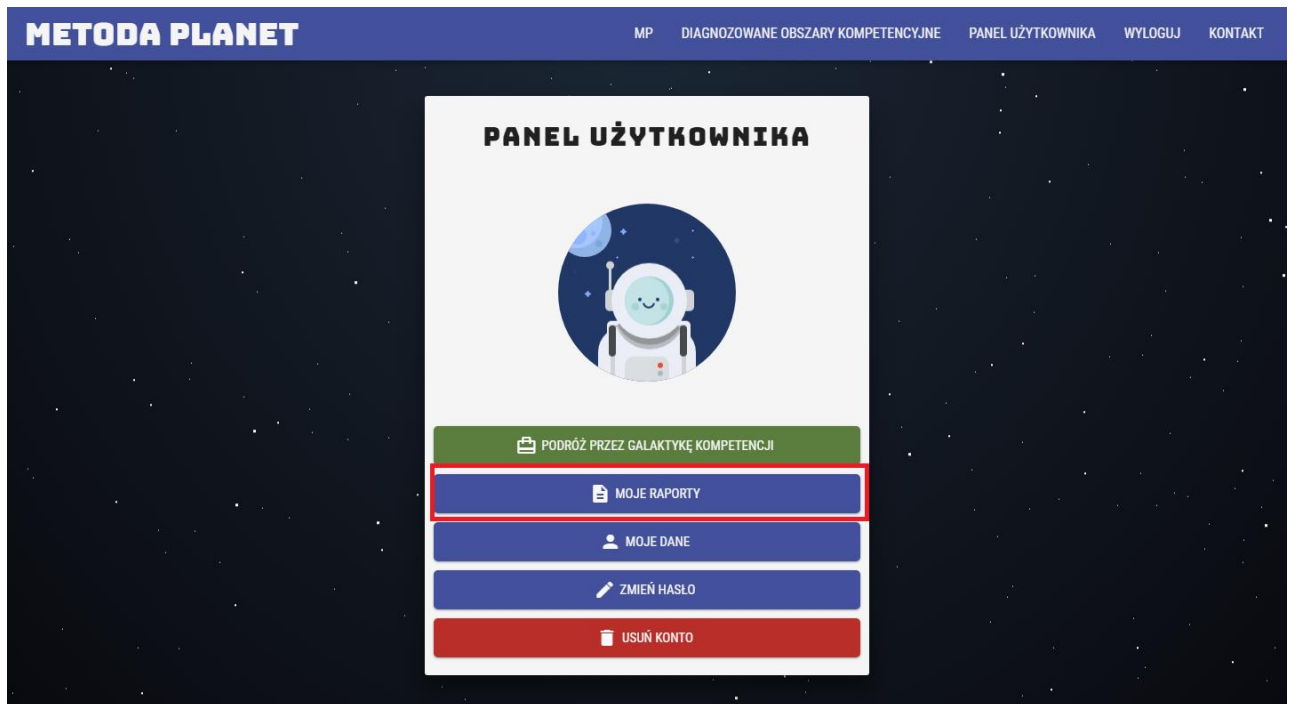 METODA PLANET
MP DIAGNOZOWANE OBSZARY KOMPETENCYJNE PANEL UŻYTKOWNIKA WYLOGUJ KONTAKT
PANEL UŻYTKOWNIKA
PODRÓŻ PRZEZ GALAKTYKĘ KOMPETENCJI
MOJE RAPORTY
MOJE DANE
ZMIEŃ HASŁO
USUŃ KONTO